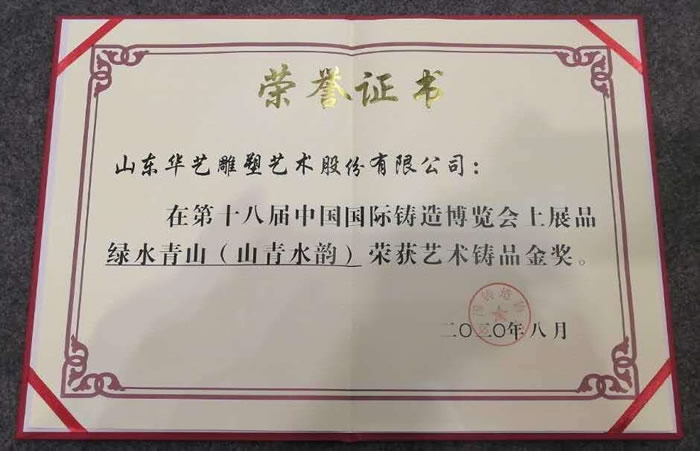 荣誉证书
山东华艺雕塑艺术股份有限公司：
在第十八届中国国际铸造博览会上展品
绿水青山（山青水韵）荣获艺术铸品金奖。
二〇二〇年八月